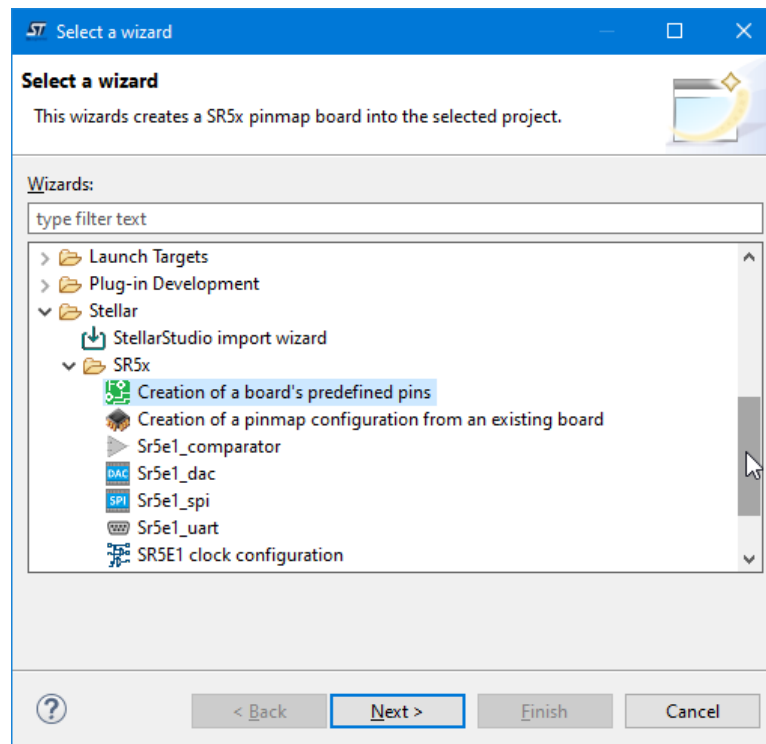 ST Select a wizard
Select a wizard
This wizards creates a SR5x pinmap board into the selected project.
Wizards:
type filter text
Launch Targets
Plug-in Development
Stellar
StellarStudio import wizard
SR5x
Creation of a board's predefined pins
Creation of a pinmap configuration from an existing board
Sr5e1_comparator
DAC Sr5e1_dac
SPI Sr5e1_spi
Sr5e1_uart
SR5E1 clock configuration
? < Back Next > Finish Cancel